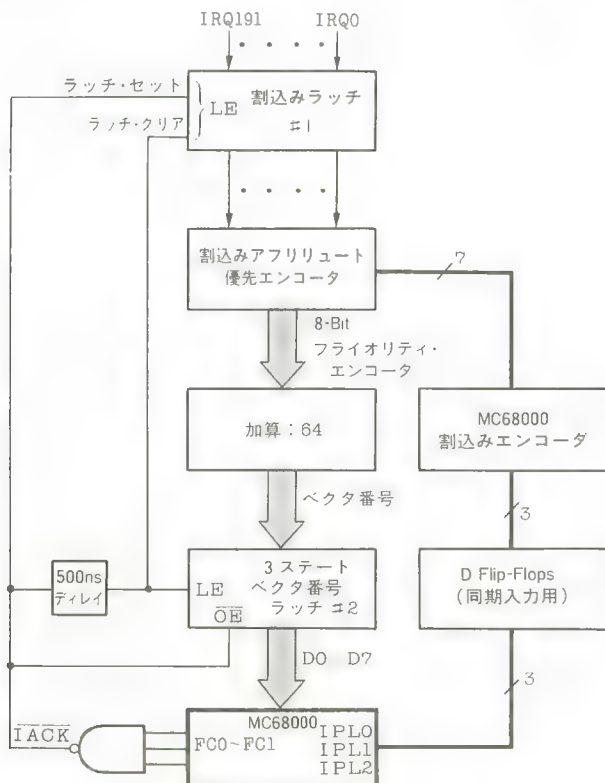 IRQ191 IRQ0
ラッチ・セット
ラッチ・クリア
LE
割込みラッチ
#1
割込みアフリリュート
優先エンコータ
7
8-Bit
フライオリティ・
エンコータ
加算:64
MC68000
割込みエンコーダ
ベクタ番号
3
500ns
ディレイ
LE
OE
3ステート
ベクタ番号
ラッチ #2
D Flip-Flops
(同期入力用)
D0 D7
3
IACK
MC68000
FC0~FC1
IPL0
IPL1
IPL2